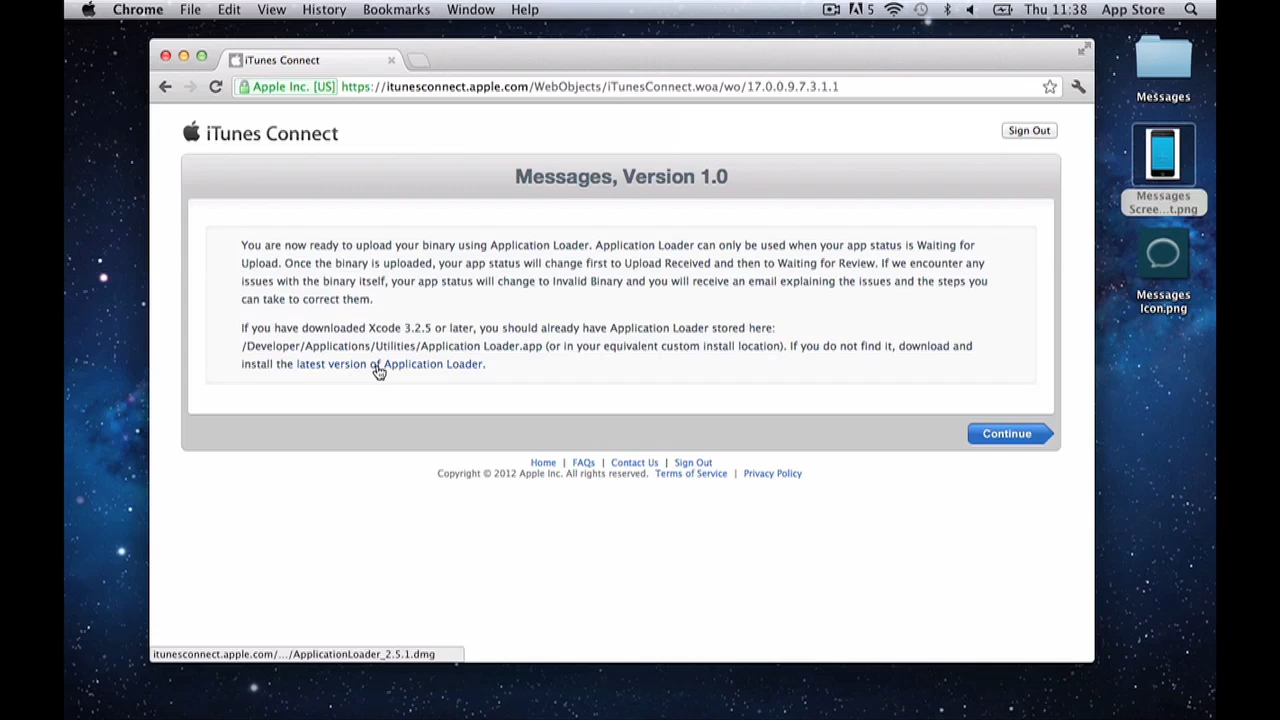 Chrome File Edit View History Bookmarks Window Help 5 Thu 11:38 App Store
iTunes Connect
Apple Inc. [US] https://itunesconnect.apple.com/WebObjects/iTunesConnect.woa/wo/17.0.0.9.7.3.1.1
iTunes Connect
Sign Out
Messages, Version 1.0
You are now ready to upload your binary using Application Loader. Application Loader can only be used when your app status is Waiting for
Upload. Once the binary is uploaded, your app status will change first to Upload Received and then to Waiting for Review. If we encounter any
issues with the binary itself, your app status will change to Invalid Binary and you will receive an email explaining the issues and the steps you
can take to correct them.
If you have downloaded Xcode 3.2.5 or later, you should already have Application Loader stored here:
/Developer/Applications/Utilities/Application Loader.app (or in your equivalent custom install location). If you do not find it, download and
install the latest version of Application Loader.
Continue
Home | FAQs | Contact Us | Sign Out
Copyright © 2012 Apple Inc. All rights reserved. Terms of Service | Privacy Policy
itunesconnect.apple.com/.../ApplicationLoader_2.5.1.dmg
Messages
Messages
Scree...t.png
Messages
Icon.png